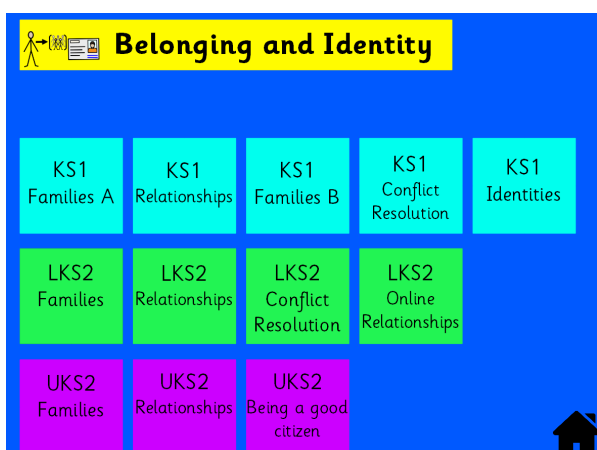 Belonging and Identity
KS1
Families A
KS1
Relationships
KS1
Families B
KS1
Conflict
Resolution
KS1
Identities
LKS2
Families
LKS2
Relationships
LKS2
Conflict
Resolution
LKS2
Online
Relationships
UKS2
Families
UKS2
Relationships
UKS2
Being a good
citizen